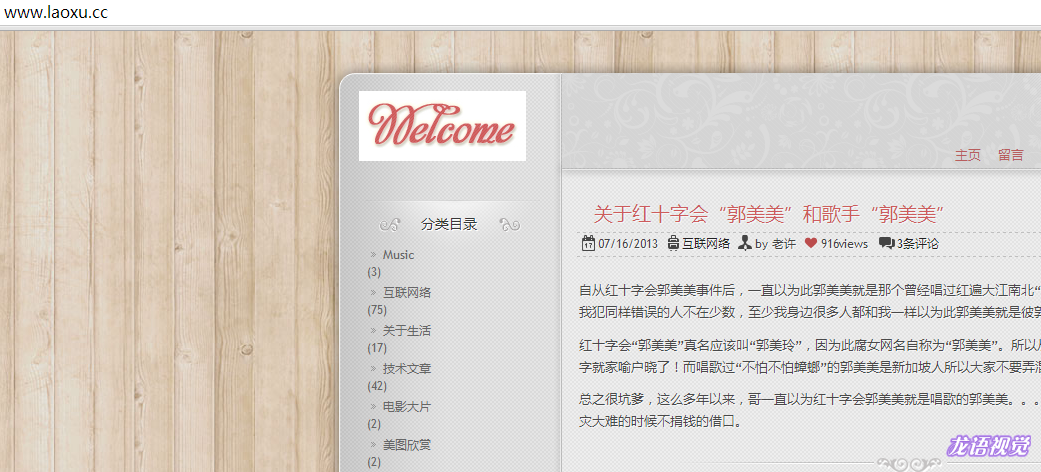 www.laoxu.cc
Welcome
主页 留言
分类目录
Music
(3)
互联网络
(75)
关于生活
(17)
技术文章
(42)
电影大片
(2)
美图欣赏
(2)
关于红十字会“郭美美”和歌手“郭美美”
07/16/2013 互联网络 by 老许 916views 3条评论
自从红十字会郭美美事件后，一直以为此郭美美就是那个曾经唱过红遍大江南北“
我犯同样错误的人不在少数，至少我身边很多人都和我一样以为此郭美美就是彼郭
红十字会“郭美美”真名应该叫“郭美玲”，因为此腐女网名自称为“郭美美”。所以从
字就家喻户晓了！而唱歌过“不怕不怕蟑螂”的郭美美是新加坡人所以大家不要弄混
总之很坑爹，这么多年以来，哥一直以为红十字会郭美美就是唱歌的郭美美。。。
灾大难的时候不捐钱的借口。
龙语视觉